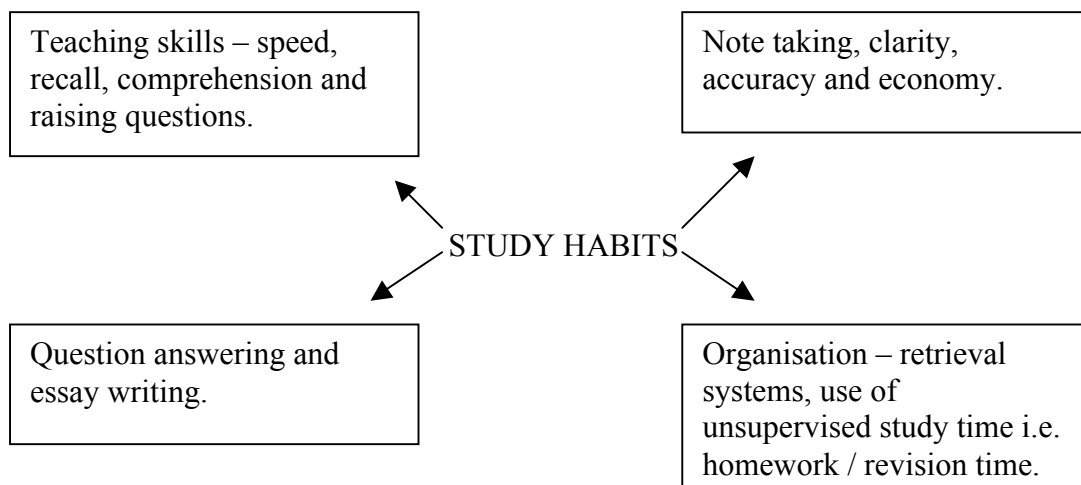 Teaching skills – speed,
recall, comprehension and
raising questions.
Note taking, clarity,
accuracy and economy.
STUDY HABITS
Question answering and
essay writing.
Organisation – retrieval
systems, use of
unsupervised study time i.e.
homework / revision time.